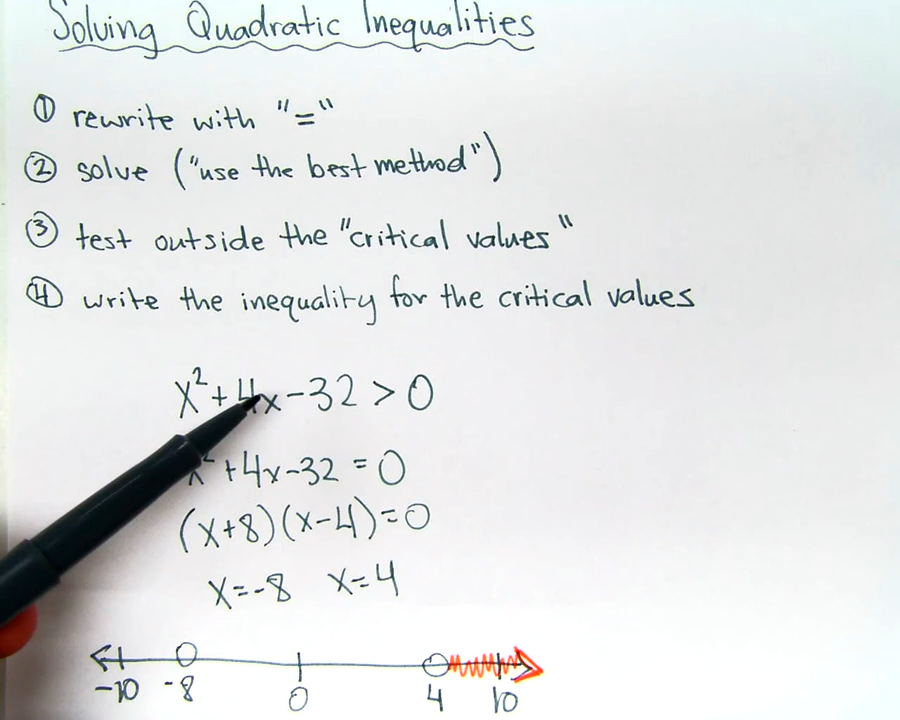 Solving Quadratic Inequalities
① rewrite with "="
② solve ("use the best method")
③ test outside the "critical values"
④ write the inequality for the critical values
x² + 4x - 32 > 0
x² + 4x - 32 = 0
(x+8)(x-4) = 0
x = -8 x = 4
-10 -8 0 4 10